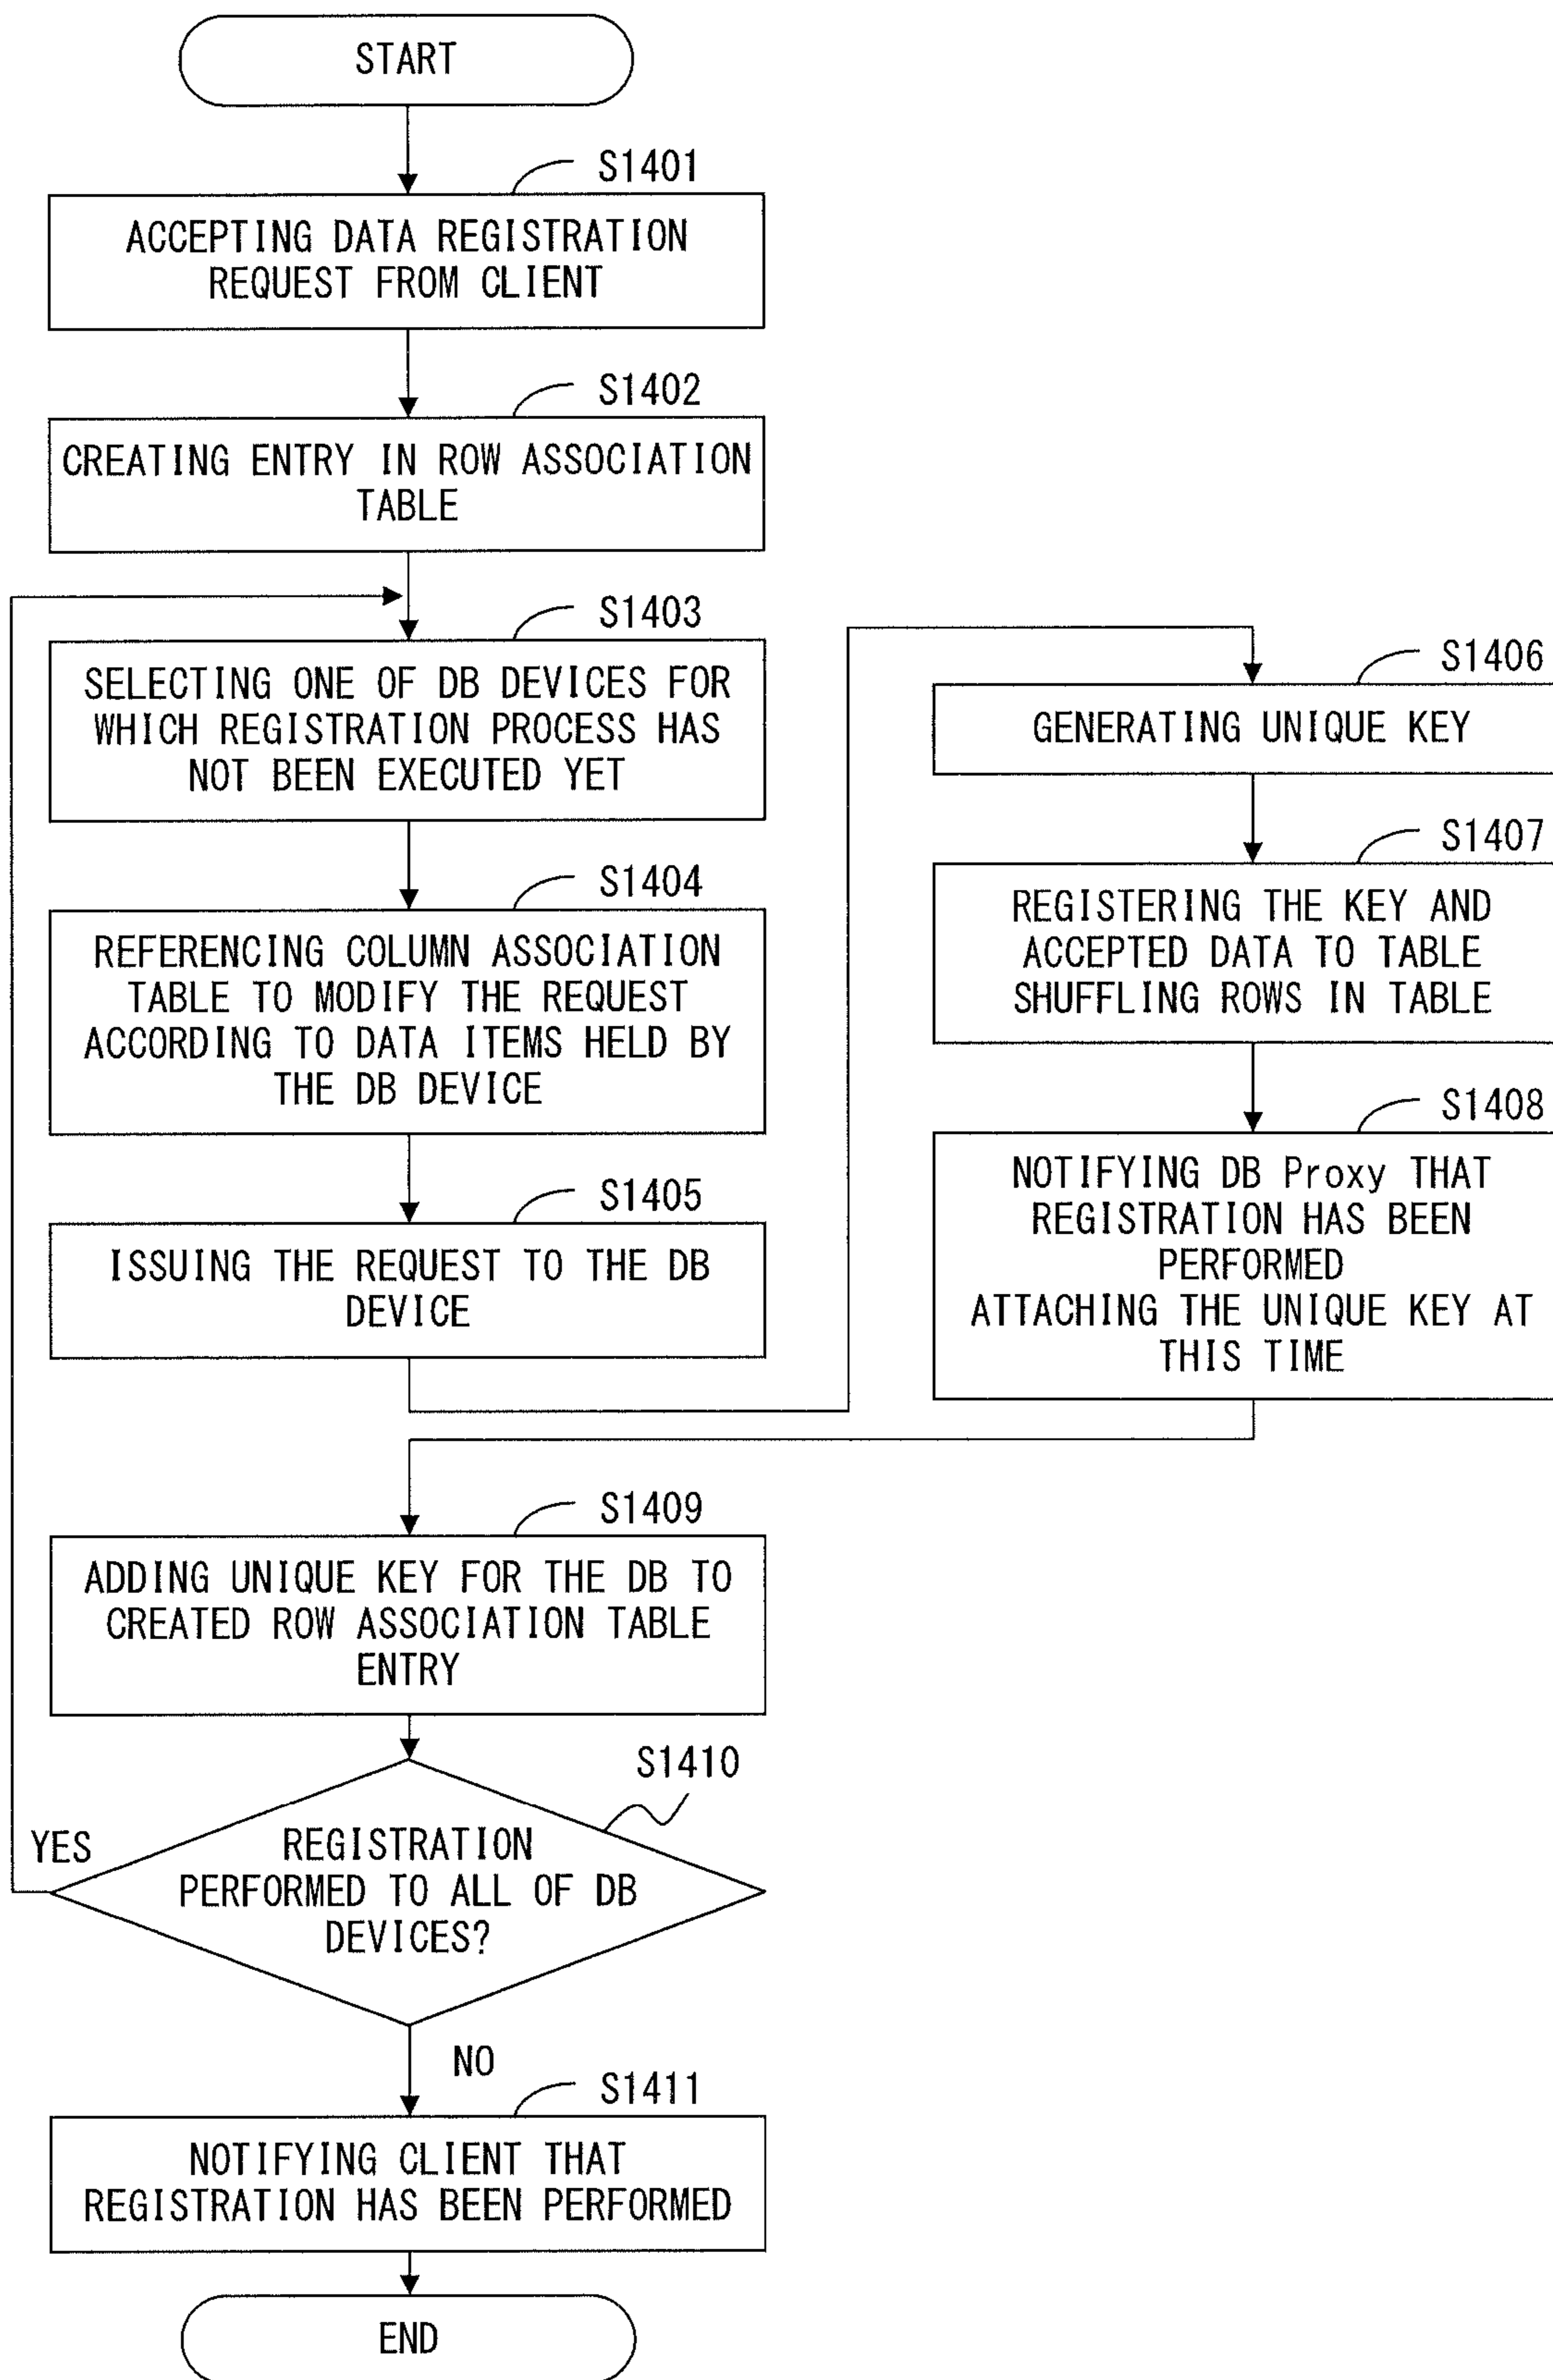 START
S1401
ACCEPTING DATA REGISTRATION
REQUEST FROM CLIENT
S1402
CREATING ENTRY IN ROW ASSOCIATION
TABLE
S1403
SELECTING ONE OF DB DEVICES FOR
WHICH REGISTRATION PROCESS HAS
NOT BEEN EXECUTED YET
S1404
REFERENCING COLUMN ASSOCIATION
TABLE TO MODIFY THE REQUEST
ACCORDING TO DATA ITEMS HELD BY
THE DB DEVICE
S1405
ISSUING THE REQUEST TO THE DB
DEVICE
S1406
GENERATING UNIQUE KEY
S1407
REGISTERING THE KEY AND
ACCEPTED DATA TO TABLE
SHUFFLING ROWS IN TABLE
S1408
NOTIFYING DB Proxy THAT
REGISTRATION HAS BEEN
PERFORMED
ATTACHING THE UNIQUE KEY AT
THIS TIME
S1409
ADDING UNIQUE KEY FOR THE DB TO
CREATED ROW ASSOCIATION TABLE
ENTRY
S1410
YES
REGISTRATION
PERFORMED TO ALL OF DB
DEVICES?
NO
S1411
NOTIFYING CLIENT THAT
REGISTRATION HAS BEEN PERFORMED
END